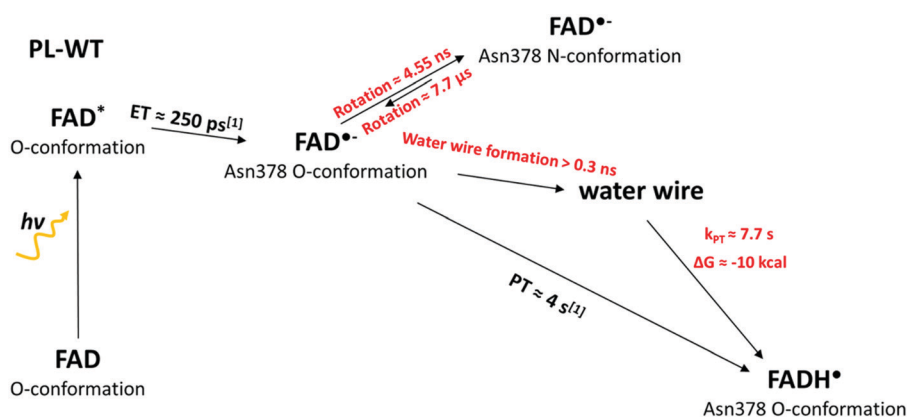 PL-WT
FAD•-
Asn378 N-conformation
Rotation ≈ 4.55 ns
Rotation ≈ 7.7 µs
FAD*
O-conformation
ET ≈ 250 ps[1]
FAD•-
Asn378 O-conformation
Water wire formation > 0.3 ns
water wire
hν
kPT ≈ 7.7 s
ΔG ≈ -10 kcal
PT ≈ 4 s[1]
FAD
O-conformation
FADH•
Asn378 O-conformation